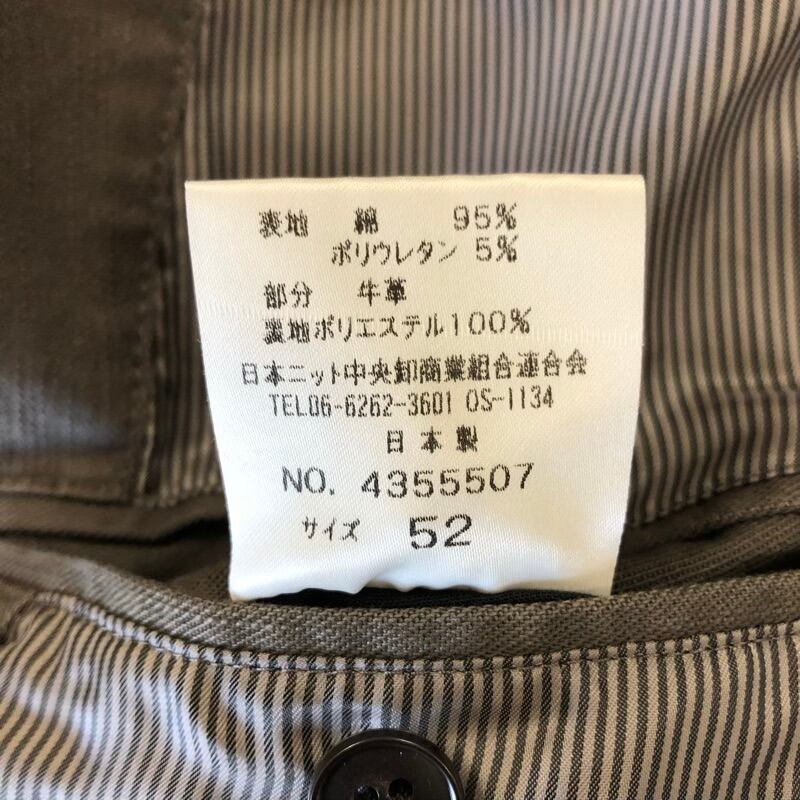 表地 綿 95%
ポリウレタン 5%
部分 牛革
裏地ポリエステル100%
日本ニット中央卸商業組合連合会
TEL06-6262-3601 OS-1134
日本製
NO. 4355507
サイズ 52